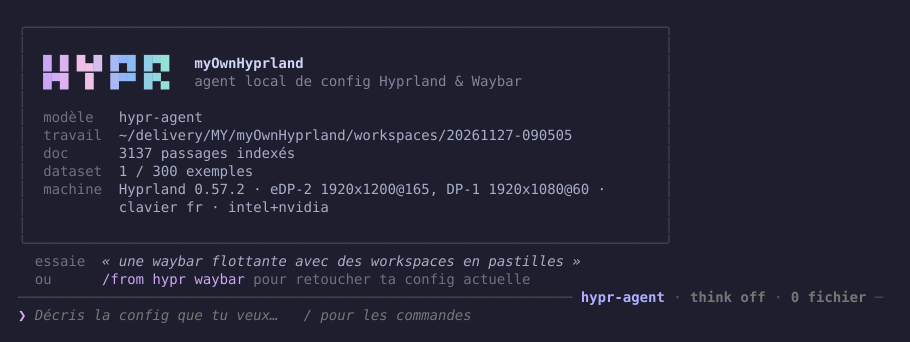 HYPR
myOwnHyprland
agent local de config Hyprland & Waybar
modèle hypr-agent
travail ~/delivery/MY/myOwnHyprland/workspaces/20261127-090505
doc 3137 passages indexés
dataset 1 / 300 exemples
machine Hyprland 0.57.2 · eDP-2 1920x1200@165, DP-1 1920x1080@60 ·
clavier fr · intel+nvidia
essaie « une waybar flottante avec des workspaces en pastilles »
ou /from hypr waybar pour retoucher ta config actuelle
hypr-agent · think off · 0 fichier
❯ Décris la config que tu veux… / pour les commandes